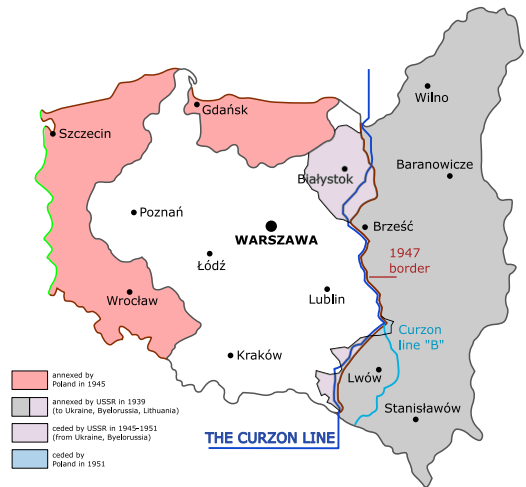 Wilno
Gdańsk
Szczecin
Baranowicze
Białystok
Poznań
Brześć
WARSZAWA
Łódź
1947
border
Wrocław
Lublin
Curzon
line "B"
Kraków
Lwów
Stanisławów
THE CURZON LINE
annexed by
Poland in 1945
annexed by USSR in 1939
(to Ukraine, Byelorussia, Lithuania)
ceded by USSR in 1945-1951
(from Ukraine, Byelorussia)
ceded by
Poland in 1951